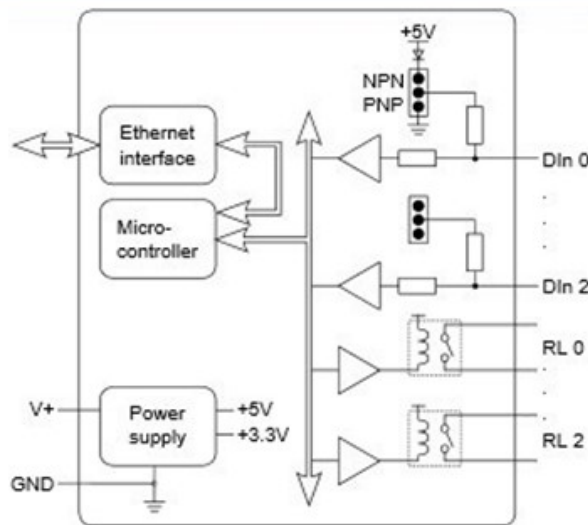 +5V
NPN
PNP
Ethernet
interface
DIn 0
Micro-
controller
DIn 2
RL 0
V+
Power
supply
+5V
+3.3V
RL 2
GND